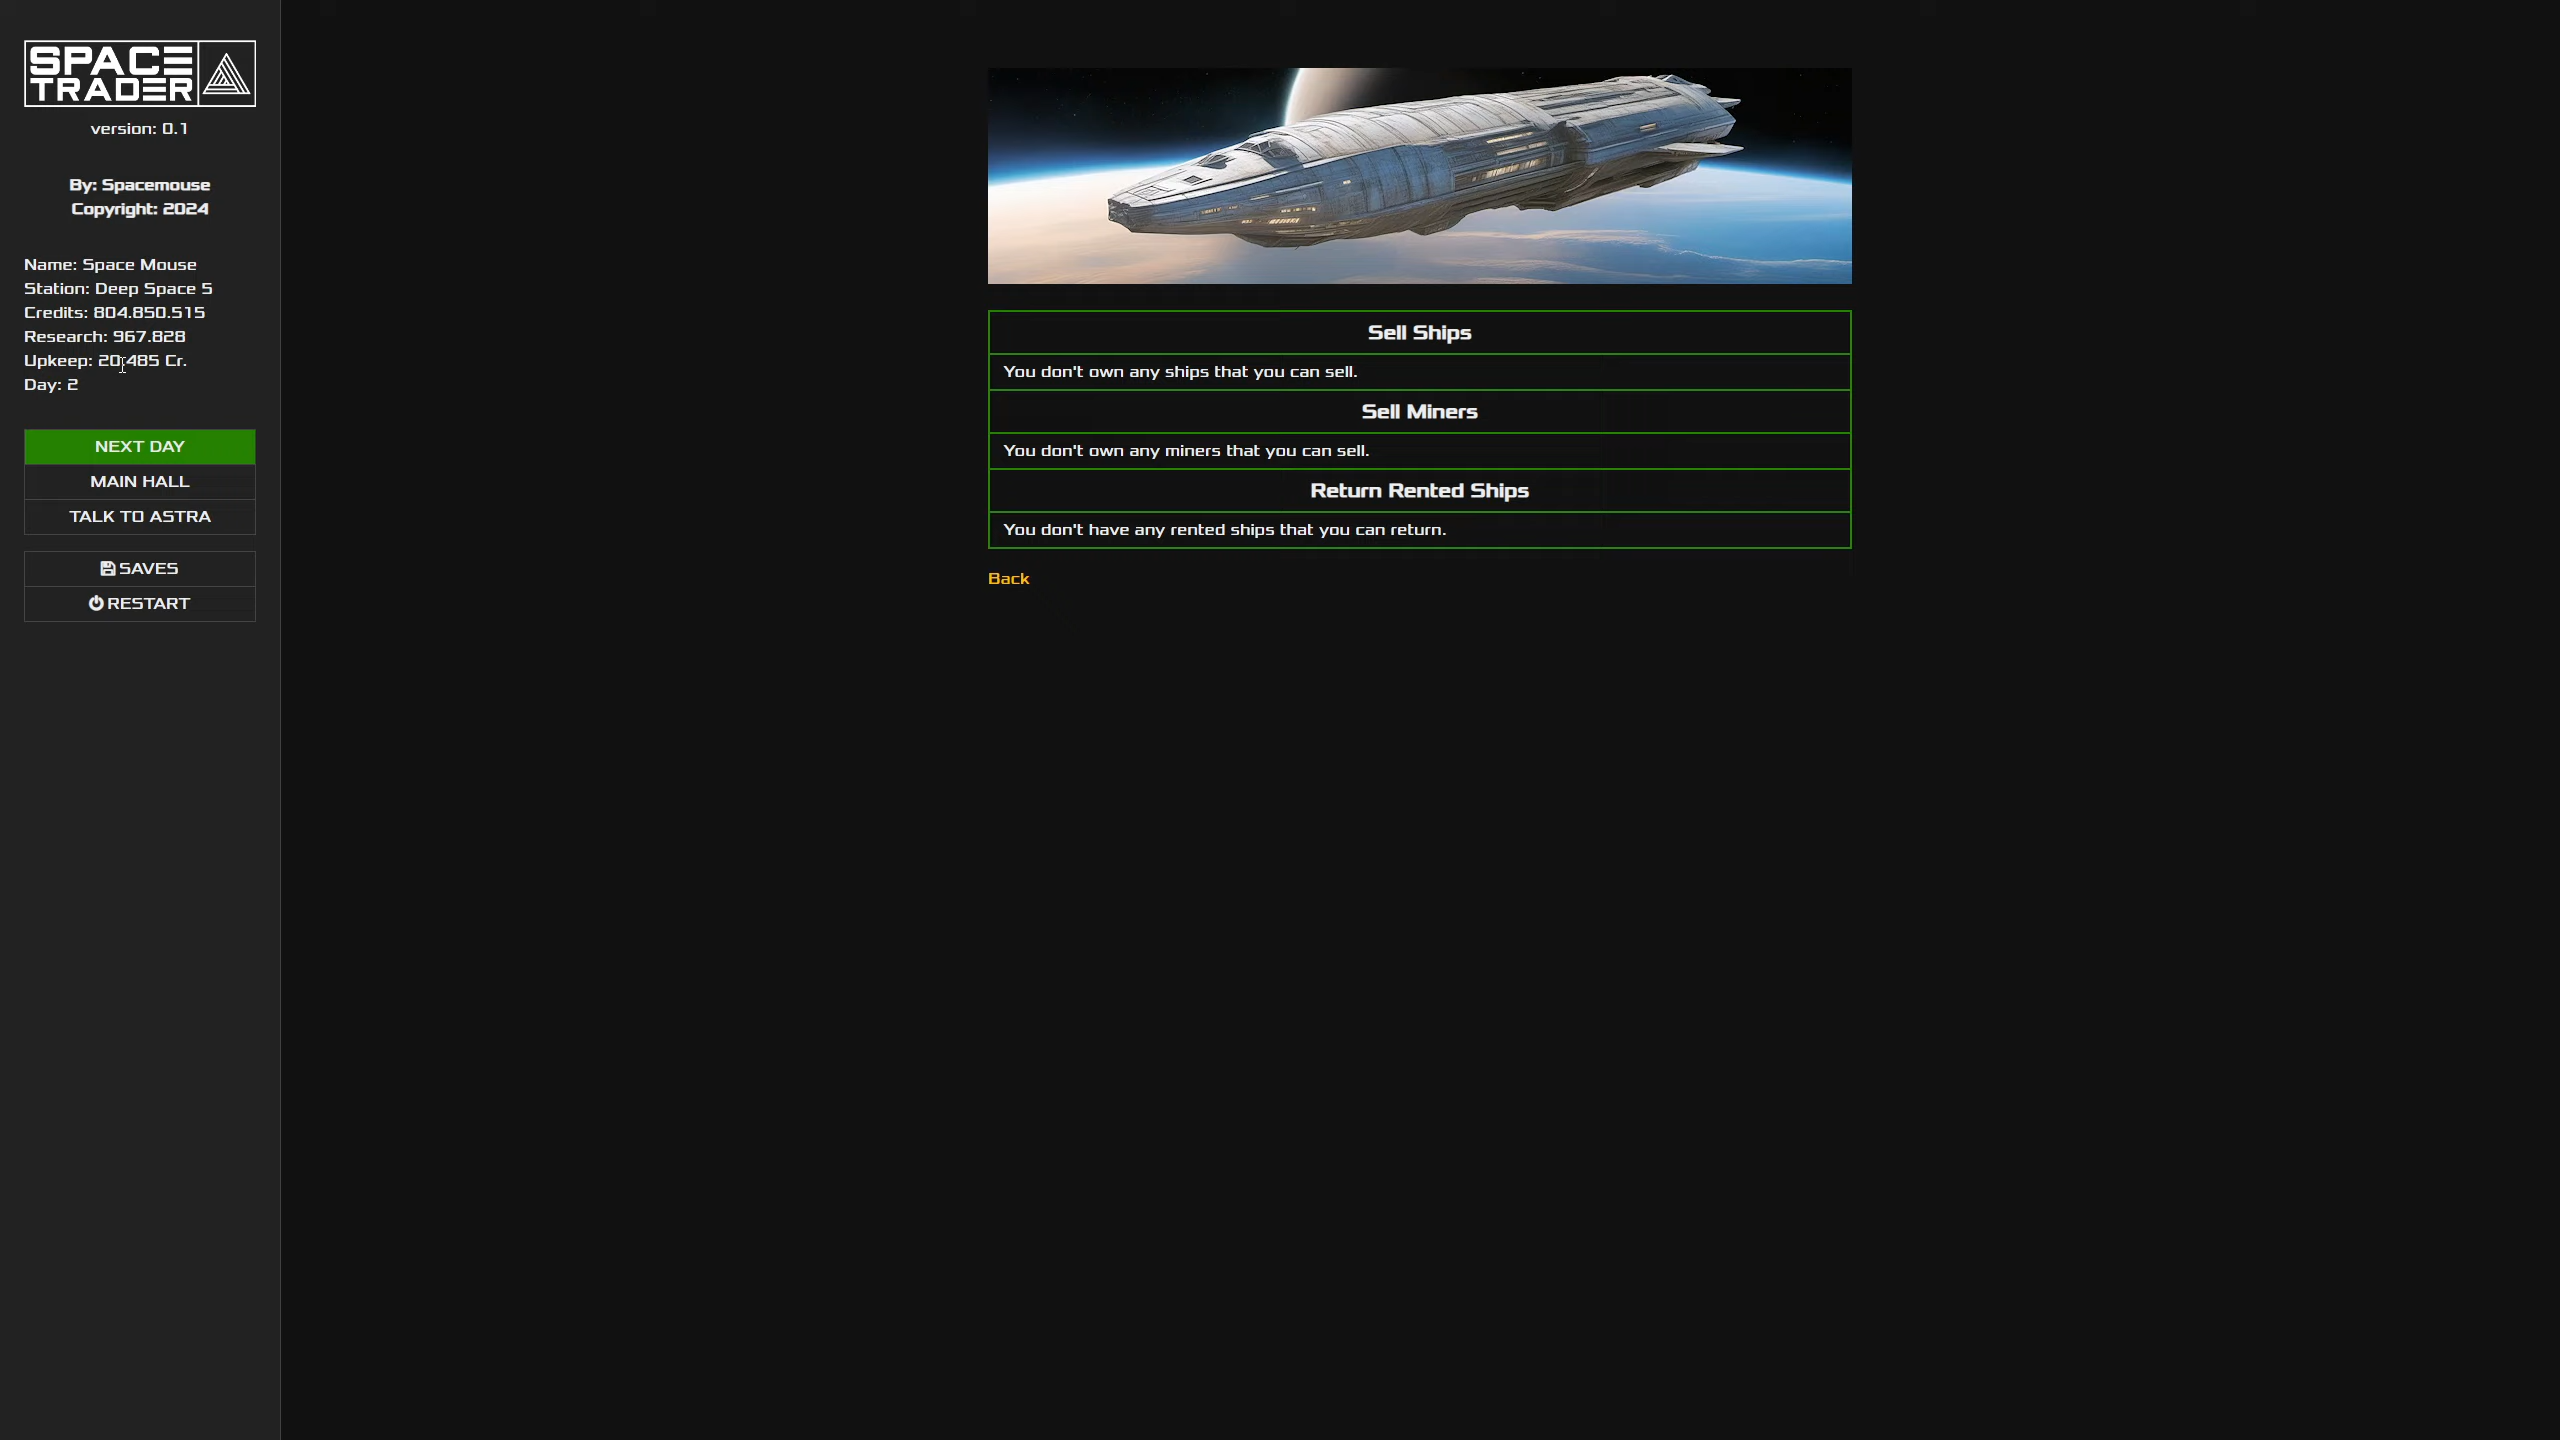 SPACE
TRADER
version: 0.1
By: Spacemouse
Copyright: 2024
Name: Space Mouse
Station: Deep Space 5
Credits: 804.850.515
Research: 967.828
Upkeep: 20.485 Cr.
Day: 2
NEXT DAY
MAIN HALL
TALK TO ASTRA
SAVES
RESTART
Sell Ships
You don't own any ships that you can sell.
Sell Miners
You don't own any miners that you can sell.
Return Rented Ships
You don't have any rented ships that you can return.
Back